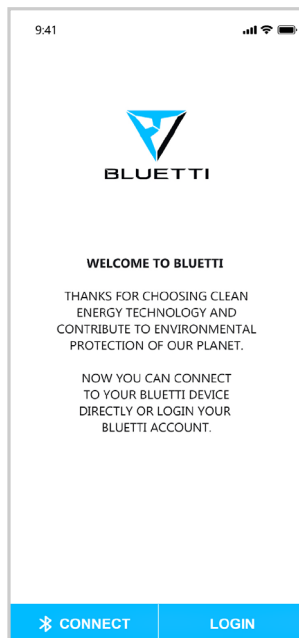 9:41
BLUETTI
WELCOME TO BLUETTI
THANKS FOR CHOOSING CLEAN
ENERGY TECHNOLOGY AND
CONTRIBUTE TO ENVIRONMENTAL
PROTECTION OF OUR PLANET.
NOW YOU CAN CONNECT
TO YOUR BLUETTI DEVICE
DIRECTLY OR LOGIN YOUR
BLUETTI ACCOUNT.
CONNECT LOGIN